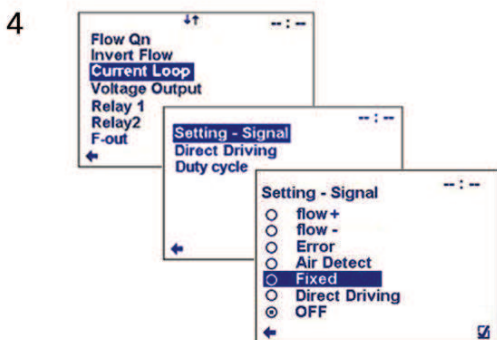 4
--:--
Flow Qn
Invert Flow
Current Loop
Voltage Output
Relay 1
Relay2
F-out
--:--
Setting - Signal
Direct Driving
Duty cycle
Setting - Signal --:--
flow +
flow -
Error
Air Detect
Fixed
Direct Driving
OFF